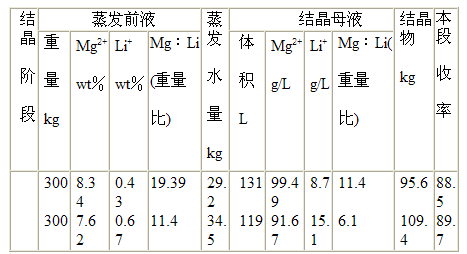 结晶阶段 蒸发前液 蒸发水量kg 结晶母液 结晶物kg 本段收率
重量kg Mg2+ wt% Li+ wt% Mg∶Li(重量比) 体积L Mg2+ g/L Li+ g/L Mg∶Li(重量比)
300 8.34 0.43 19.39 29.2 131 99.49 8.7 11.4 95.6 88.5
300 7.62 0.67 11.4 34.5 119 91.67 15.1 6.1 109.4 89.7